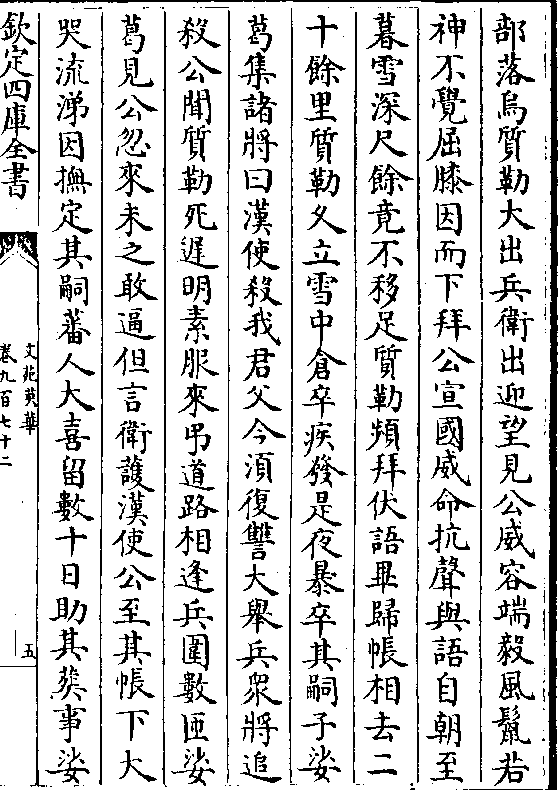 部落烏質勒大出兵衛出迎望見公威容端毅風鬣若
神不覺屈膝因而下拜公宣國威命抗聲與語自朝至
暮雪深尺餘竟不移足質勒頻拜伏語畢歸帳相去二
十餘里質勒久立雪中倉卒疾發是夜暴卒其嗣子娑
葛集諸將曰漢使殺我君父今須復讐大舉兵衆將追
殺公聞質勒死遲明素服來弔道路相逢兵圍數匝娑
葛見公忽來未之敢逼但言衛護漢使公至其帳下大
哭流涕因撫定其嗣蕃人大喜留數十日助其葬事娑
欽定四庫全書
文苑英華
卷九百七十二
五